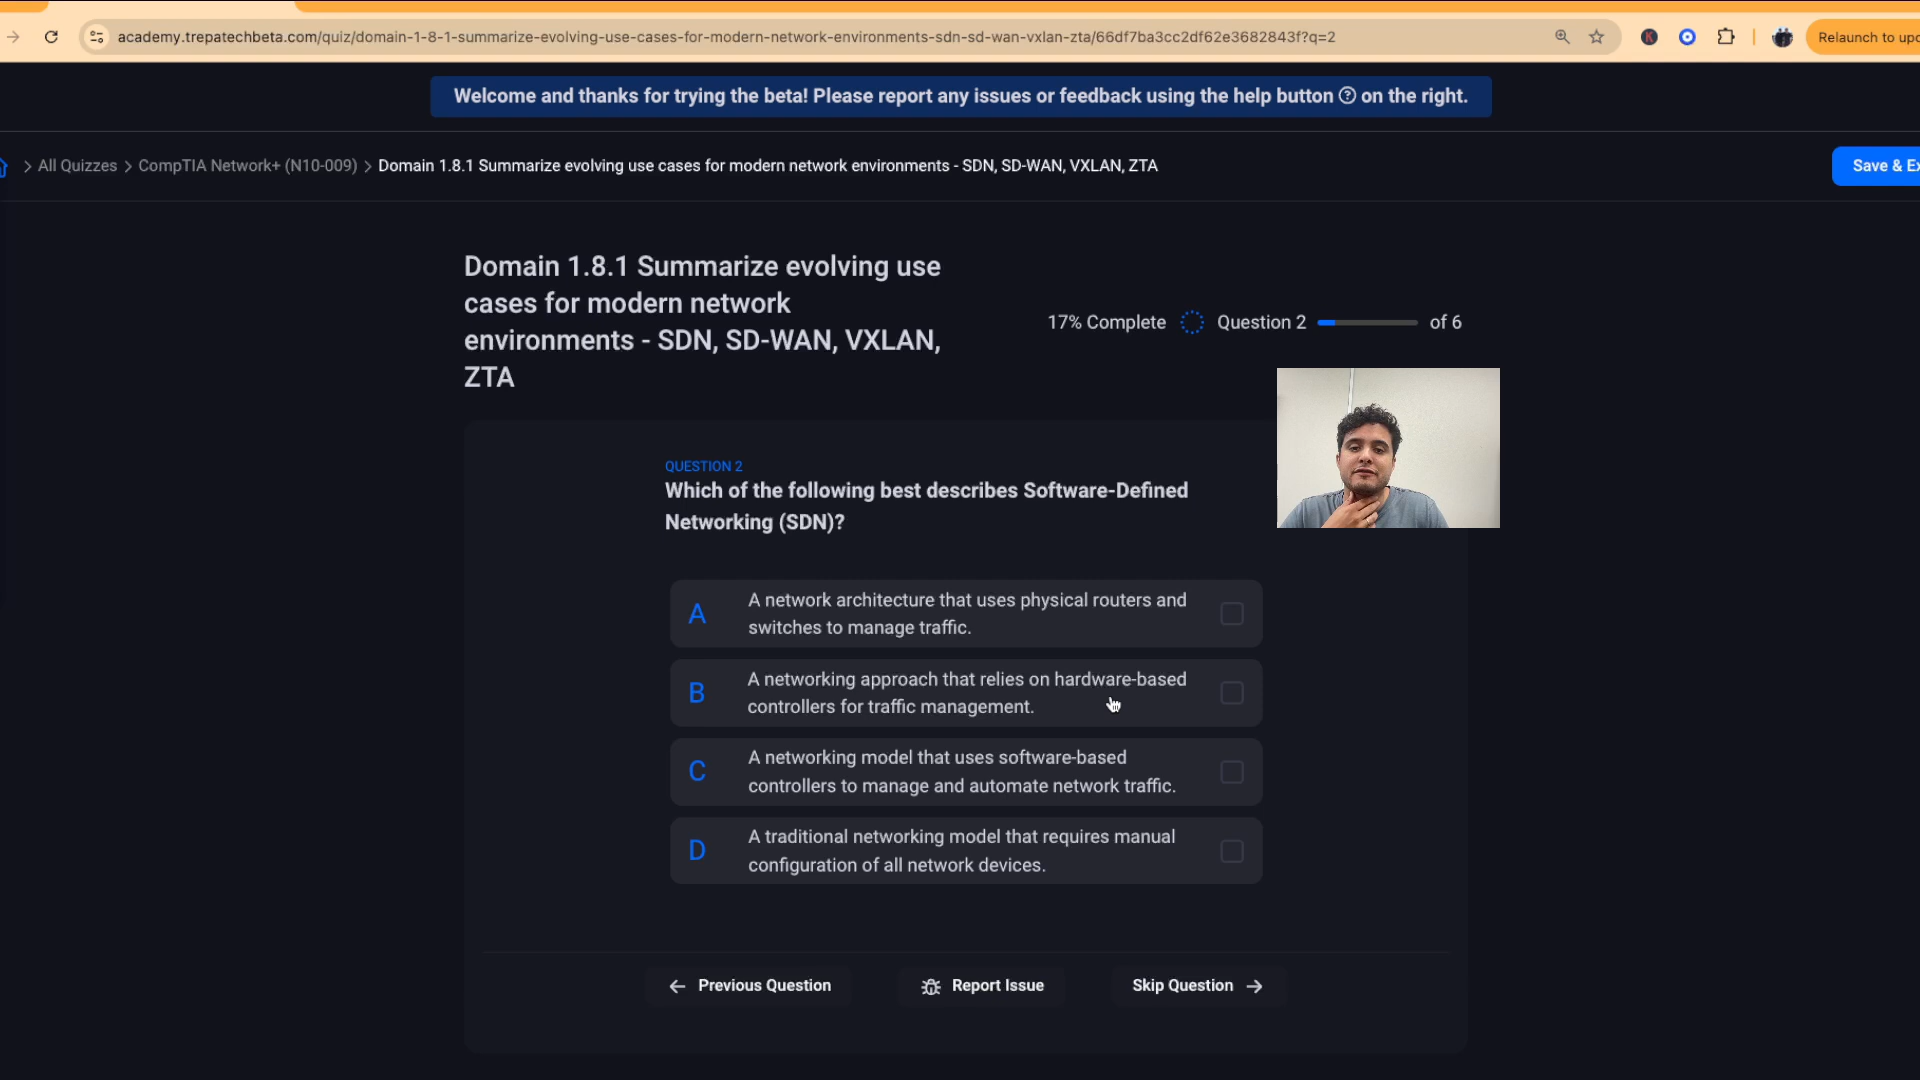 academy.trepatechbeta.com/quiz/domain-1-8-1-summarize-evolving-use-cases-for-modern-network-environments-sdn-sd-wan-vxlan-zta/66df7ba3cc2df62e3682843f?q=2
Relaunch to upd
Welcome and thanks for trying the beta! Please report any issues or feedback using the help button ? on the right.
> All Quizzes > CompTIA Network+ (N10-009) > Domain 1.8.1 Summarize evolving use cases for modern network environments - SDN, SD-WAN, VXLAN, ZTA
Save & Ex
Domain 1.8.1 Summarize evolving use
cases for modern network
environments - SDN, SD-WAN, VXLAN,
ZTA
17% Complete Question 2 of 6
QUESTION 2
Which of the following best describes Software-Defined
Networking (SDN)?
A A network architecture that uses physical routers and
switches to manage traffic.
B A networking approach that relies on hardware-based
controllers for traffic management.
C A networking model that uses software-based
controllers to manage and automate network traffic.
D A traditional networking model that requires manual
configuration of all network devices.
← Previous Question
Report Issue
Skip Question →